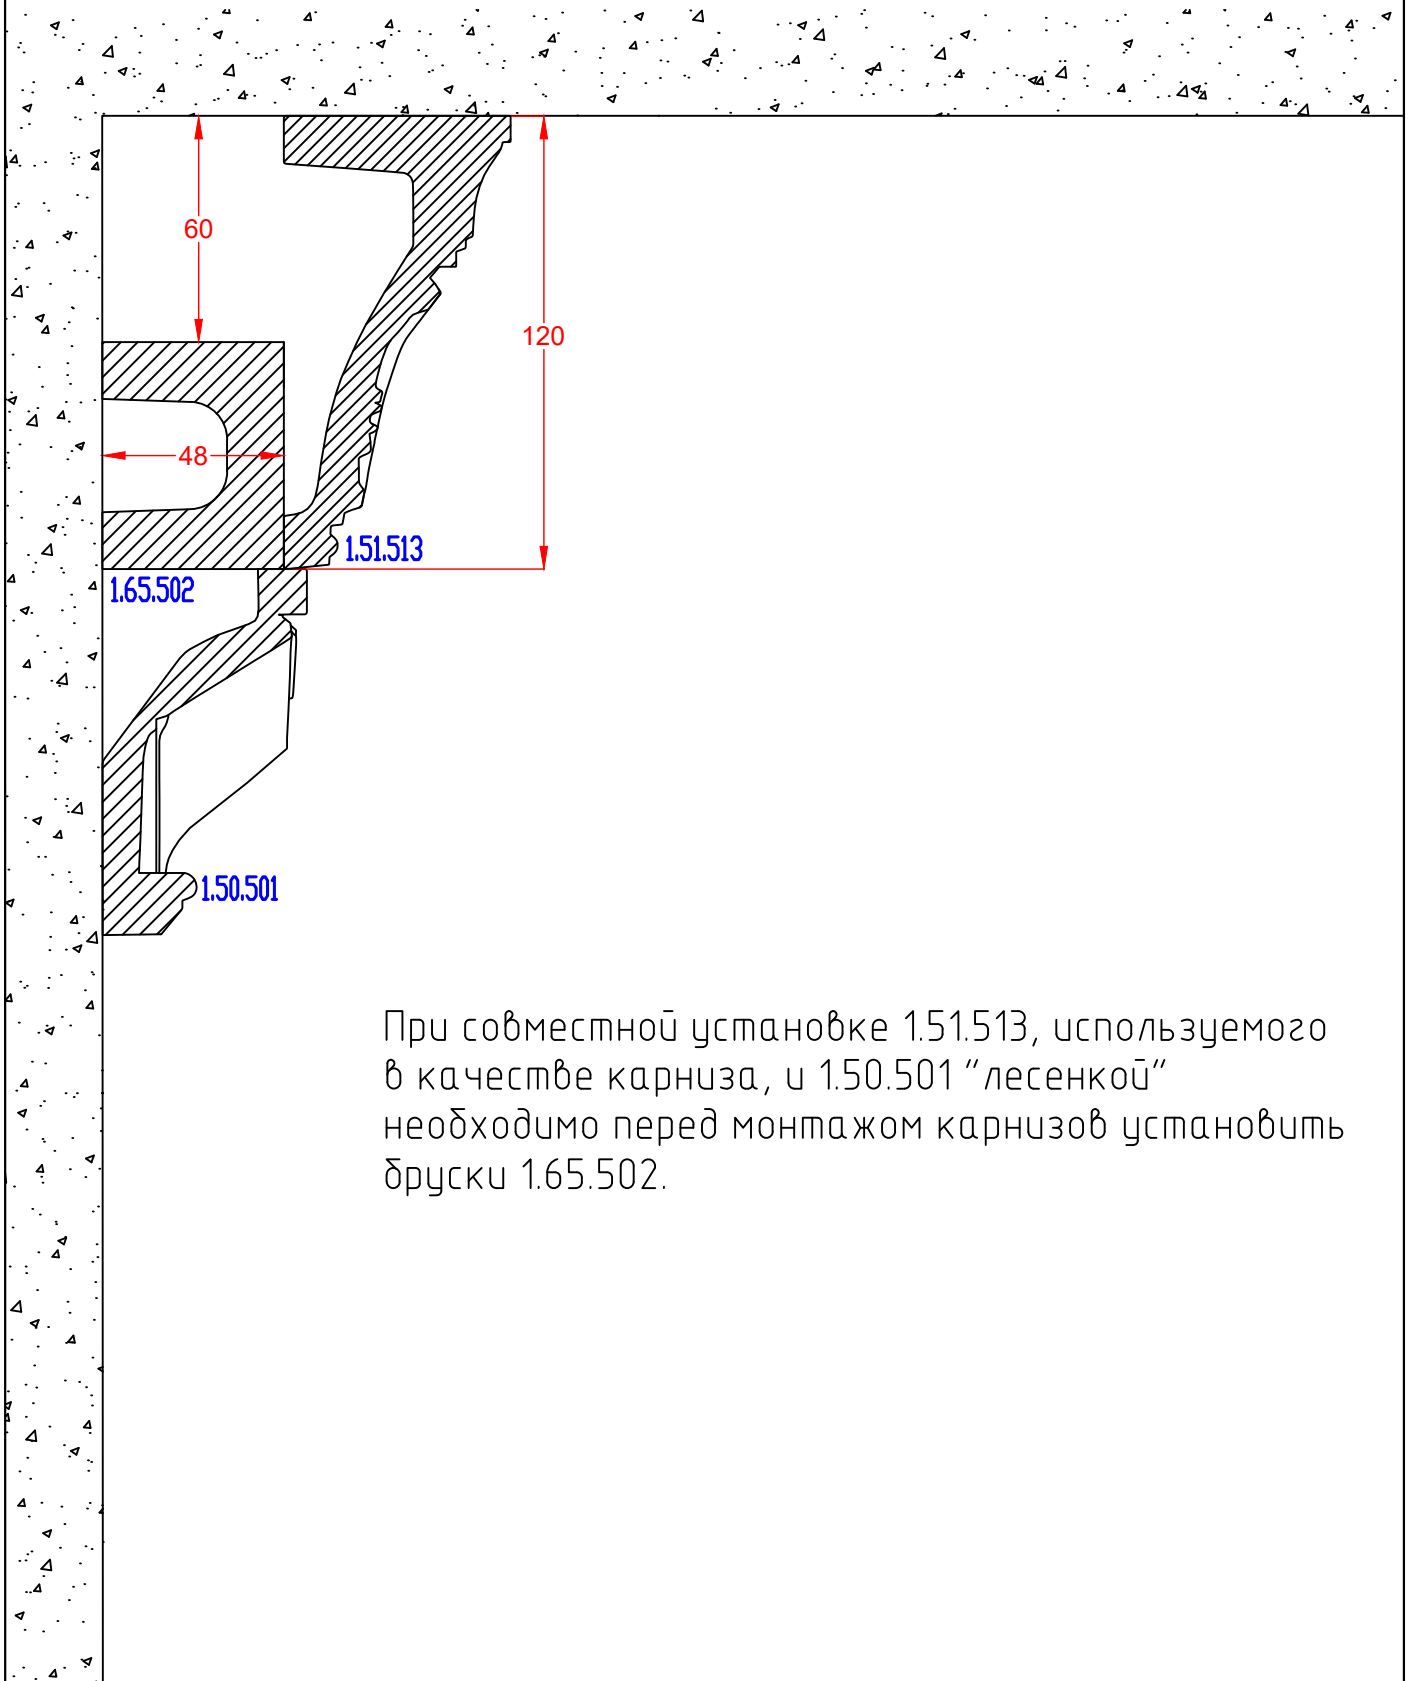 60
120
48
1.51.513
1.65.502
1.50.501
При совместной установке 1.51.513, используемого
в качестве карниза, и 1.50.501 "лесенкой"
необходимо перед монтажом карнизов установить
бруски 1.65.502.